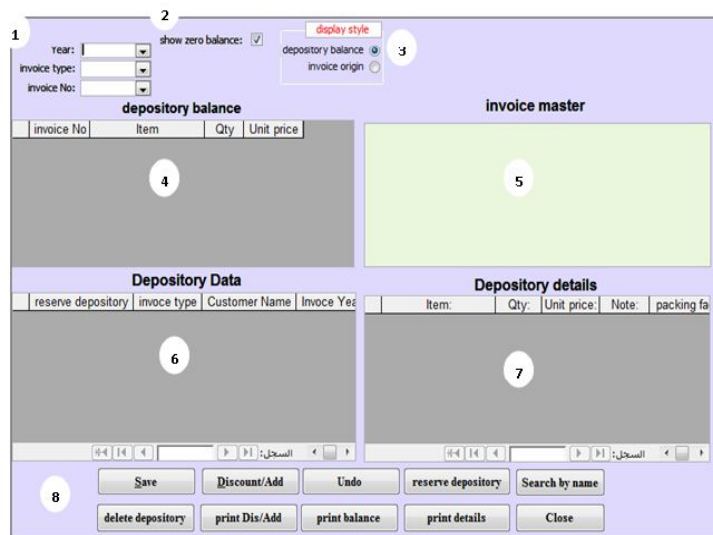 1
2
3
Year:
invoice type:
invoice No:
show zero balance:
display style
depository balance
invoice origin
depository balance
invoice master
invoice No Item Qty Unit price
4
5
Depository Data
Depository details
reserve depository invoce type Customer Name Invoce Yea
Item: Qty: Unit price: Note: packing fa
6
7
السجل:
السجل:
8
Save Discount/Add Undo reserve depository Search by name
delete depository print Dis/Add print balance print details Close